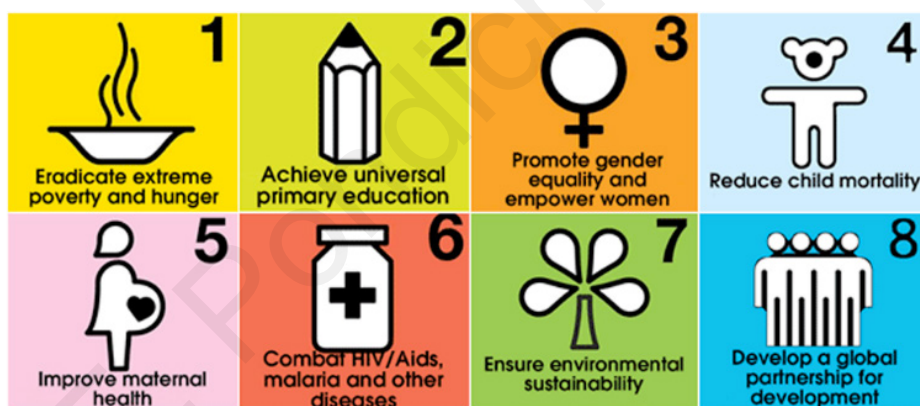 1
Eradicate extreme
poverty and hunger
2
Achieve universal
primary education
3
Promote gender
equality and
empower women
4
Reduce child mortality
5
Improve maternal
health
6
Combat HIV/Aids,
malaria and other
diseases
7
Ensure environmental
sustainability
8
Develop a global
partnership for
development